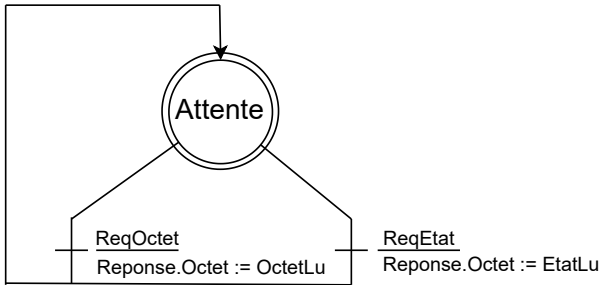 Attente
ReqOctet
Reponse.Octet := OctetLu
ReqEtat
Reponse.Octet := EtatLu